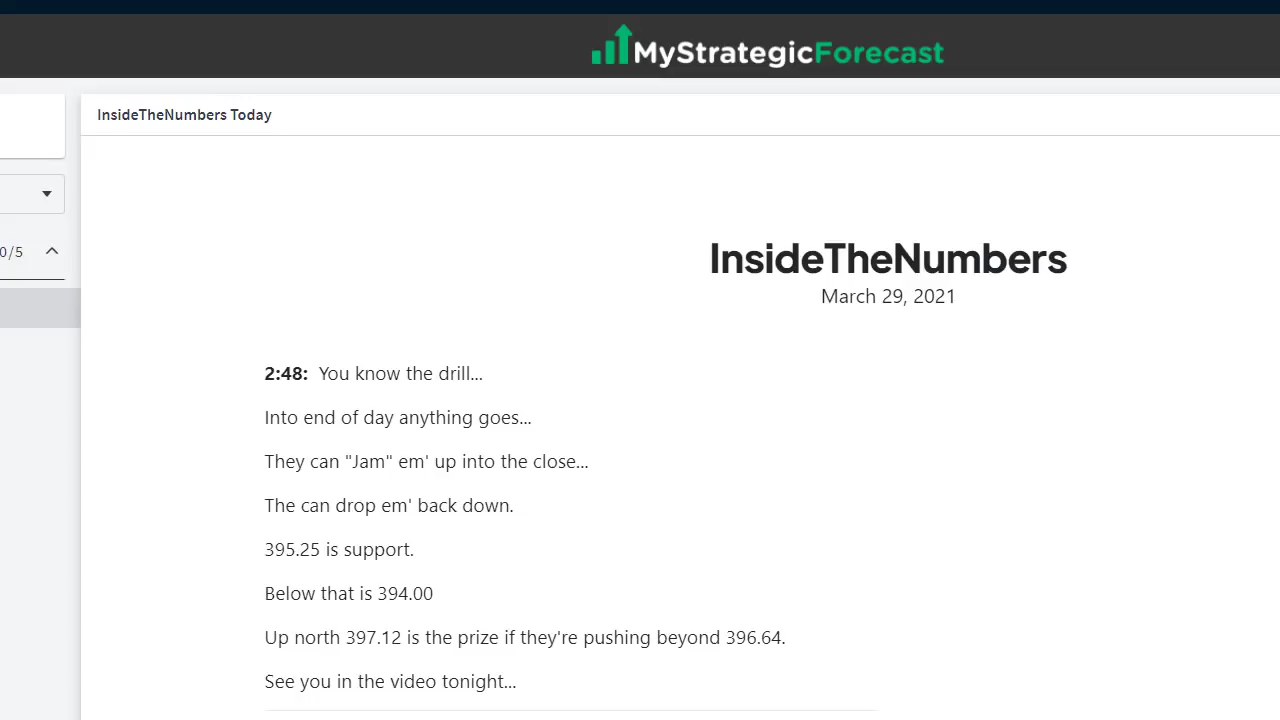 MyStrategicForecast
InsideTheNumbers Today
0/5
InsideTheNumbers
March 29, 2021
2:48: You know the drill...
Into end of day anything goes...
They can "Jam" em' up into the close...
The can drop em' back down.
395.25 is support.
Below that is 394.00
Up north 397.12 is the prize if they're pushing beyond 396.64.
See you in the video tonight...